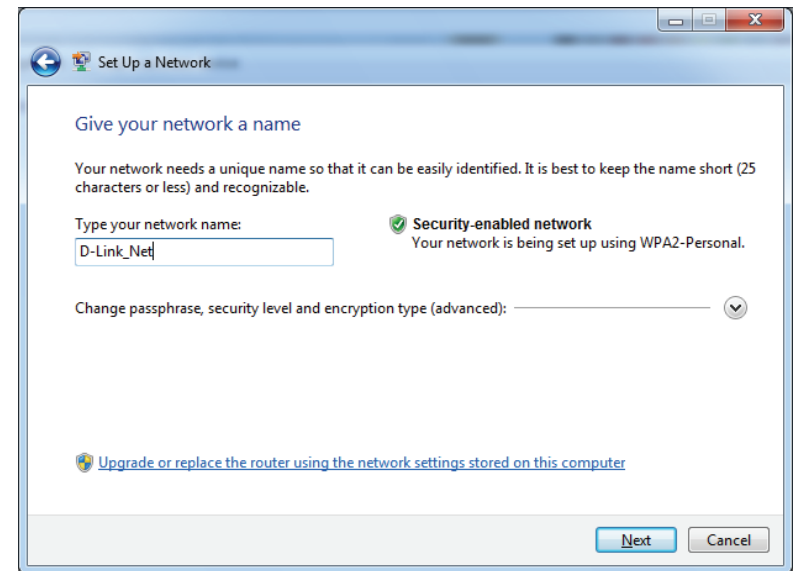 Set Up a Network
Give your network a name
Your network needs a unique name so that it can be easily identified. It is best to keep the name short (25
characters or less) and recognizable.
Type your network name:
D-Link_Net
Security-enabled network
Your network is being set up using WPA2-Personal.
Change passphrase, security level and encryption type (advanced):
Upgrade or replace the router using the network settings stored on this computer
Next
Cancel